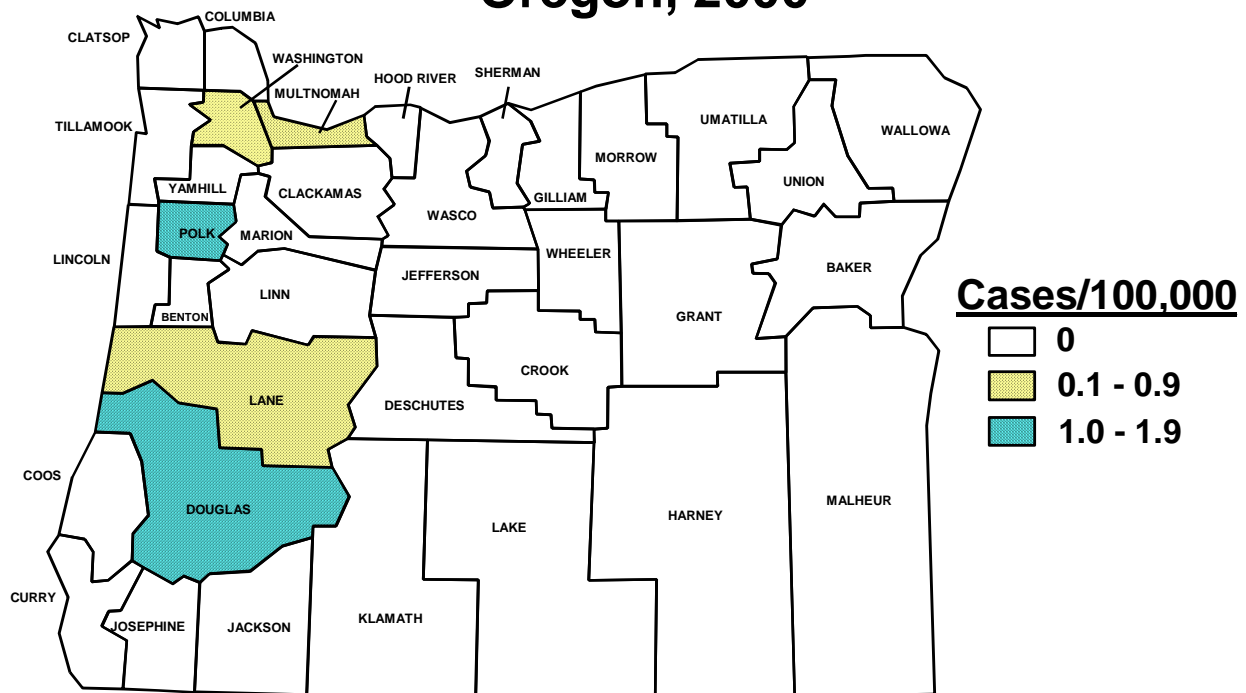 COLUMBIA
CLATSOP
WASHINGTON
HOOD RIVER
SHERMAN
MULTNOMAH
TILLAMOOK
UMATILLA
WALLOWA
MORROW
UNION
YAMHILL
CLACKAMAS
GILLIAM
WASCO
POLK
MARION
LINCOLN
WHEELER
BAKER
JEFFERSON
LINN
BENTON
GRANT
Cases/100,000
0
0.1 - 0.9
1.0 - 1.9
CROOK
LANE
DESCHUTES
COOS
DOUGLAS
LAKE
HARNEY
MALHEUR
CURRY
JOSEPHINE
JACKSON
KLAMATH